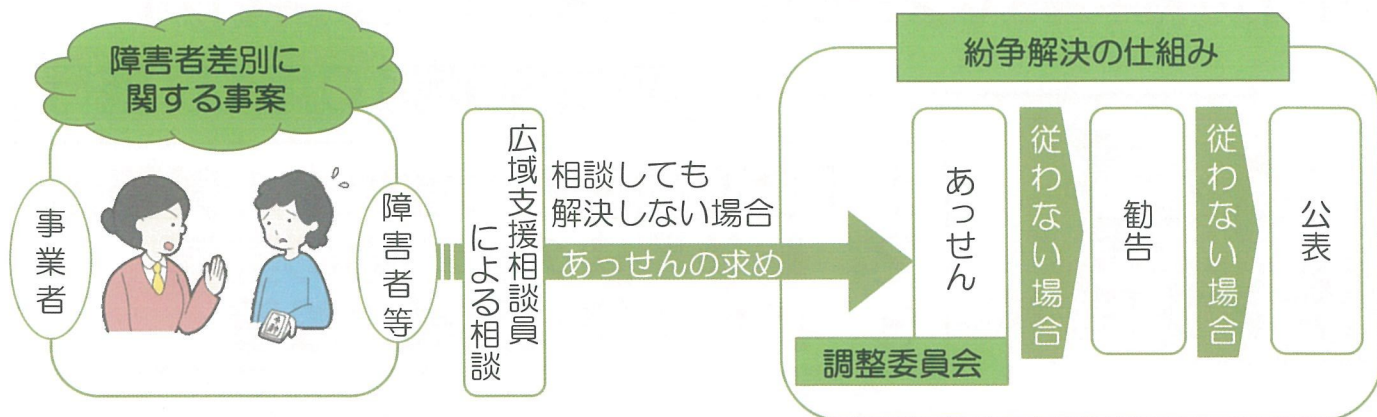 障害者差別に
関する事案
事業者
障害者等
広域支援相談員
による相談
相談しても
解決しない場合
あっせんの求め
紛争解決の仕組み
あっせん
調整委員会
従わない場合
勧告
従わない場合
公表